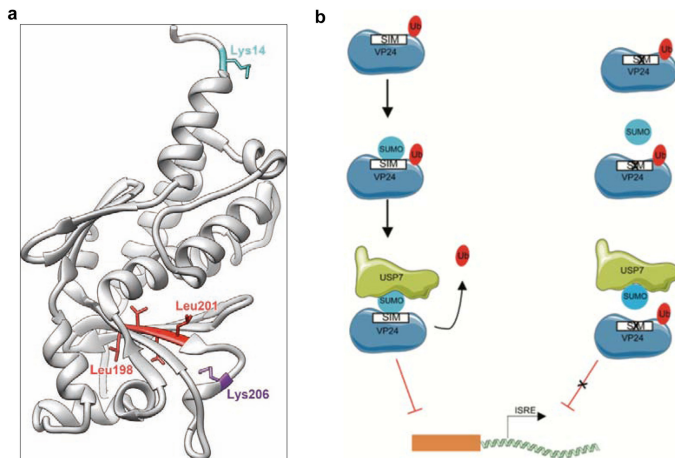 a
Lys14
Leu201
Leu198
Lys206
b
Ub
SIM
VP24
SUMO
SIM
Ub
VP24
USP7
SUMO
SIM
VP24
Ub
Ub
SIM
VP24
SUMO
Ub
SIM
VP24
USP7
SUMO
Ub
SIM
VP24
ISRE